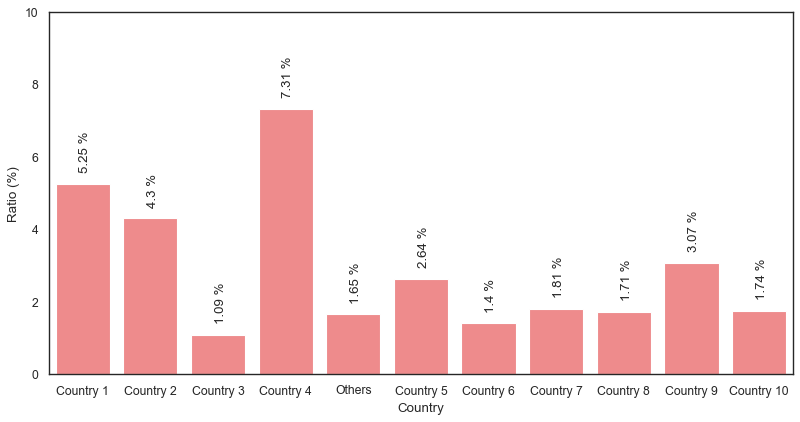 10
8
6
4
2
0
Ratio (%)
5.25 %
4.3 %
1.09 %
7.31 %
1.65 %
2.64 %
1.4 %
1.81 %
1.71 %
3.07 %
1.74 %
Country 1
Country 2
Country 3
Country 4
Others
Country 5
Country 6
Country 7
Country 8
Country 9
Country 10
Country